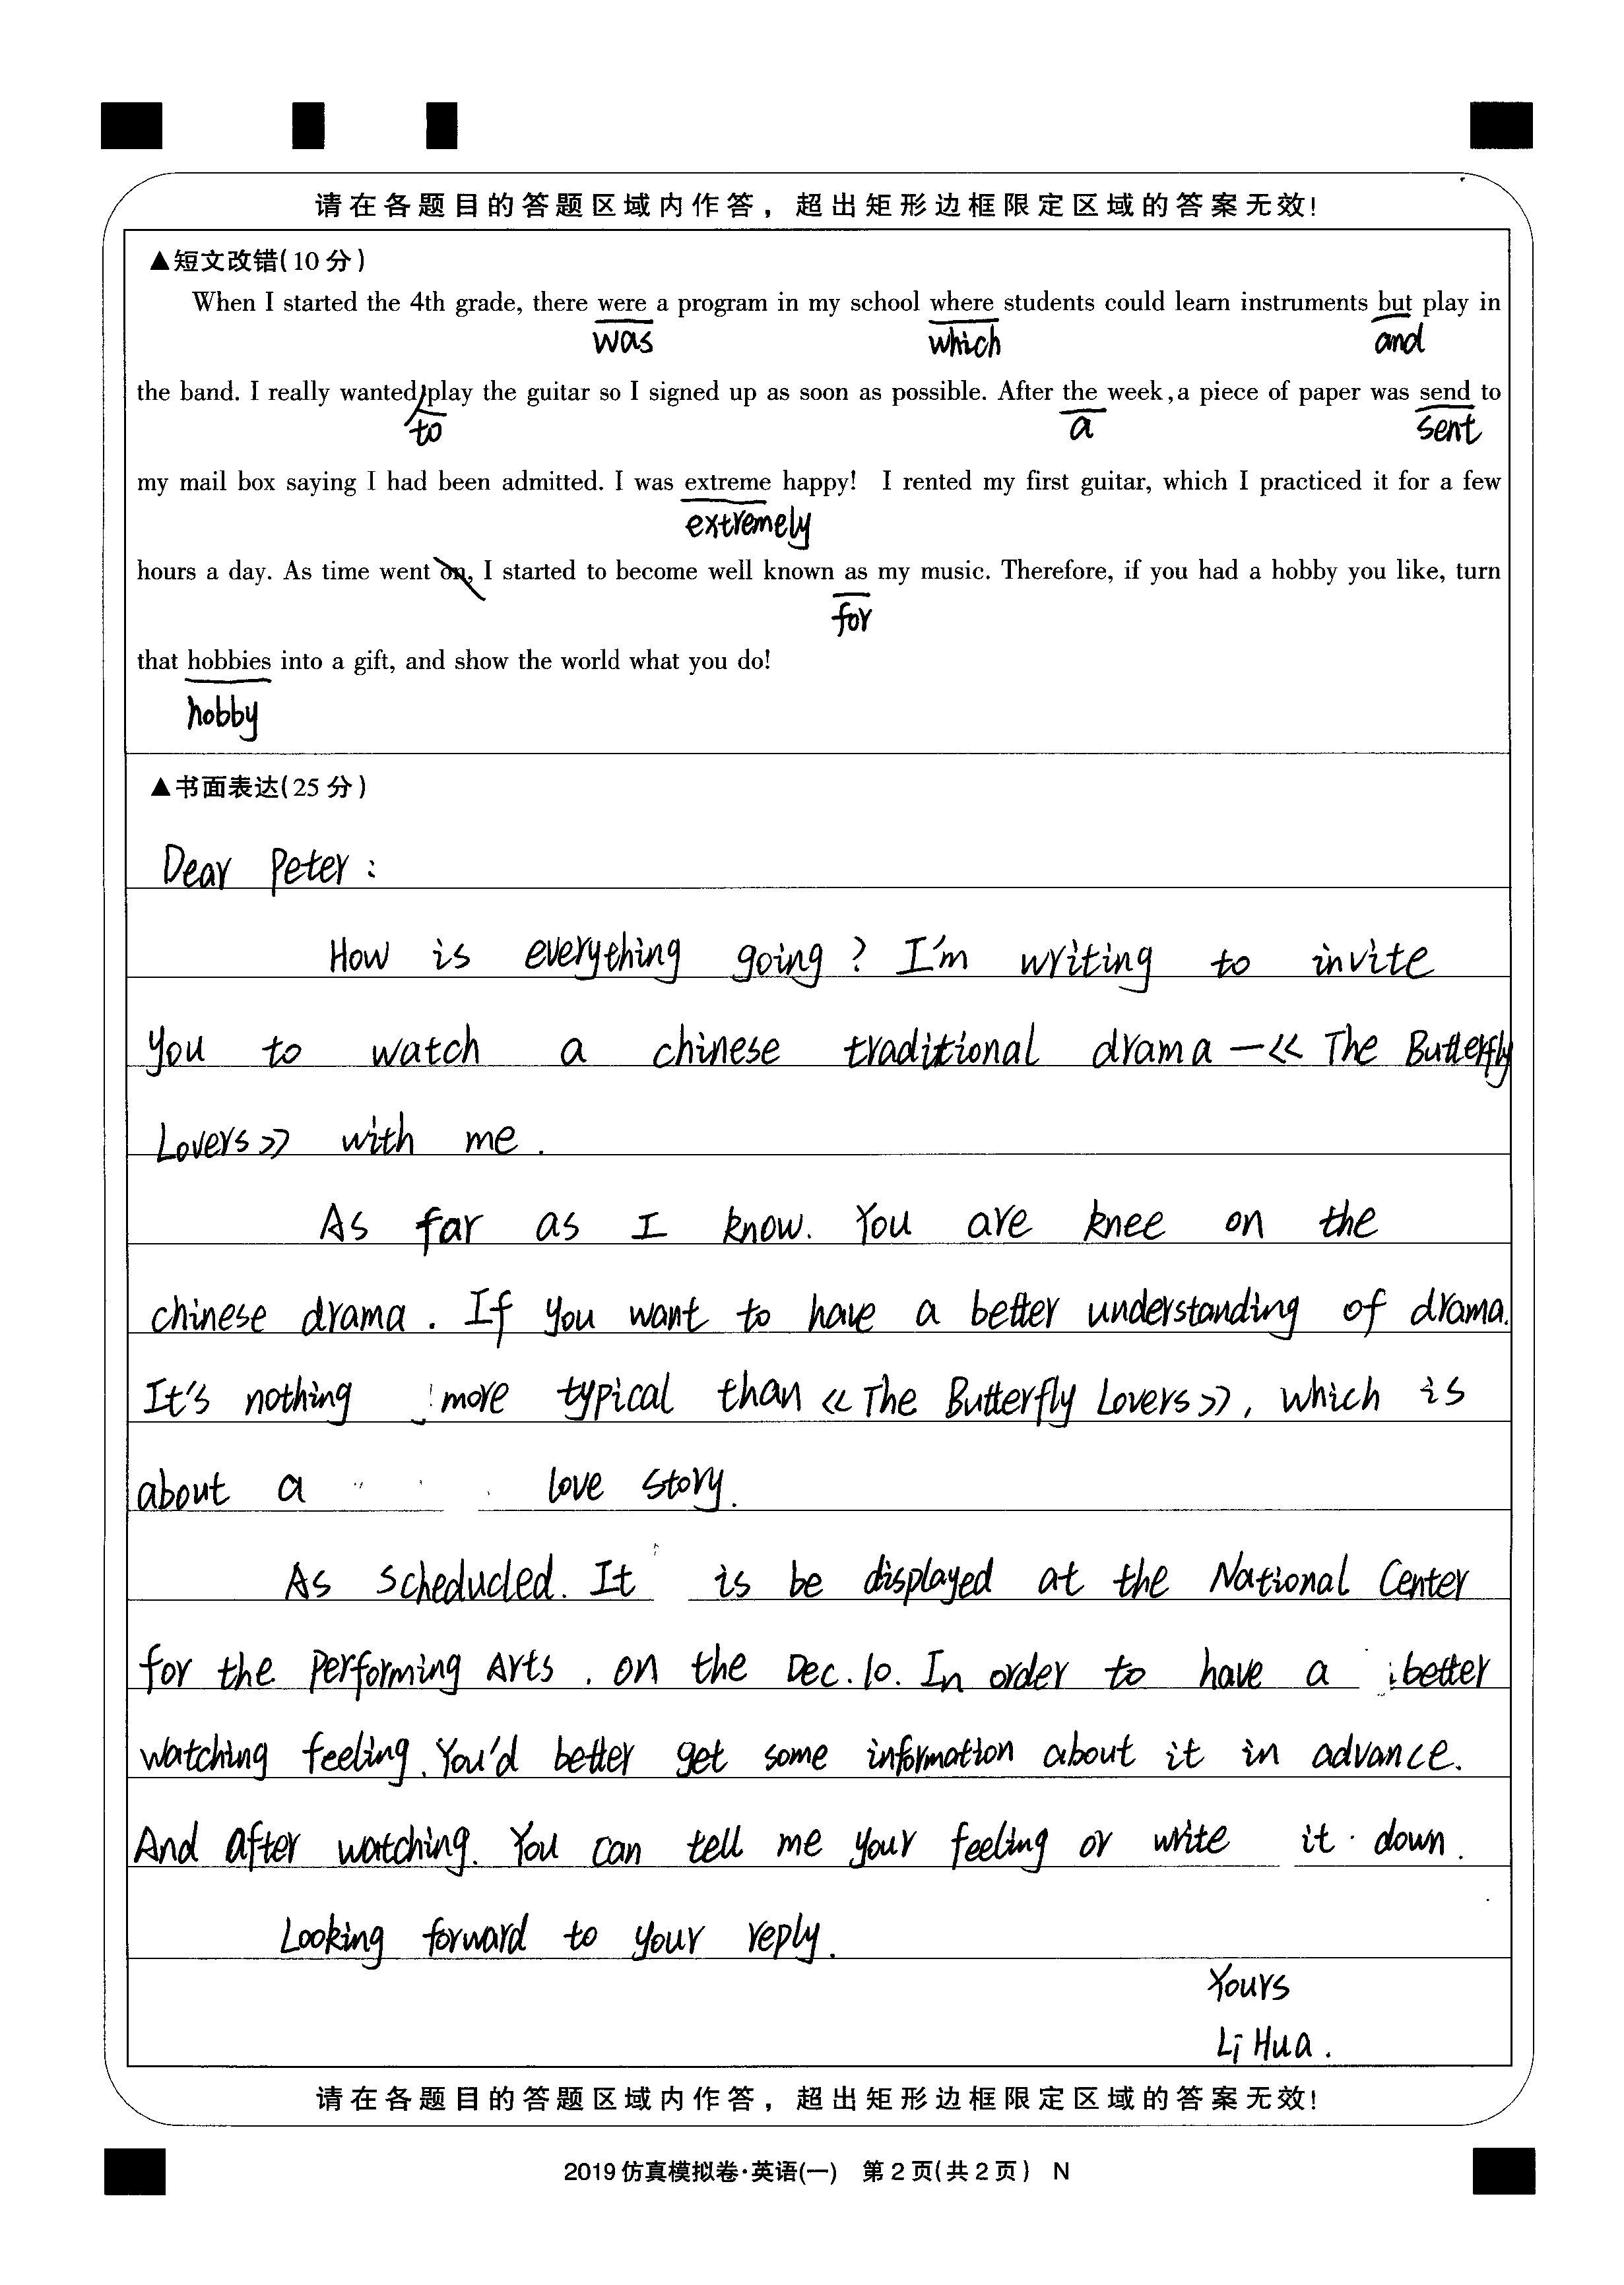 请在各题目的答题区域内作答，超出矩形边框限定区域的答案无效!
▲短文改错(10分)
When I started the 4th grade, there were a program in my school where students could learn instruments but play in
was which and
the band. I really wanted play the guitar so I signed up as soon as possible. After the week, a piece of paper was send to
to a sent
my mail box saying I had been admitted. I was extreme happy! I rented my first guitar, which I practiced it for a few
extremely
hours a day. As time went on, I started to become well known as my music. Therefore, if you had a hobby you like, turn
for
that hobbies into a gift, and show the world what you do!
hobby
▲书面表达(25分)
Dear Peter:
How is everything going? I'm writing to invite
you to watch a chinese traditional drama—《The Butterfly
Lovers》 with me.
As far as I know. You are knee on the
chinese drama. If you want to have a better understanding of drama.
It's nothing more typical than 《The Butterfly Lovers》, which is
about a love story.
As scheducled. It is be displayed at the National Center
for the Performing Arts. on the Dec.10. In order to have a better
watching feeling. You'd better get some information about it in advance.
And after watching. You can tell me your feeling or write it down.
Looking forward to your reply.
Yours
Li Hua.
请在各题目的答题区域内作答，超出矩形边框限定区域的答案无效!
2019仿真模拟卷·英语(一) 第2页(共2页) N